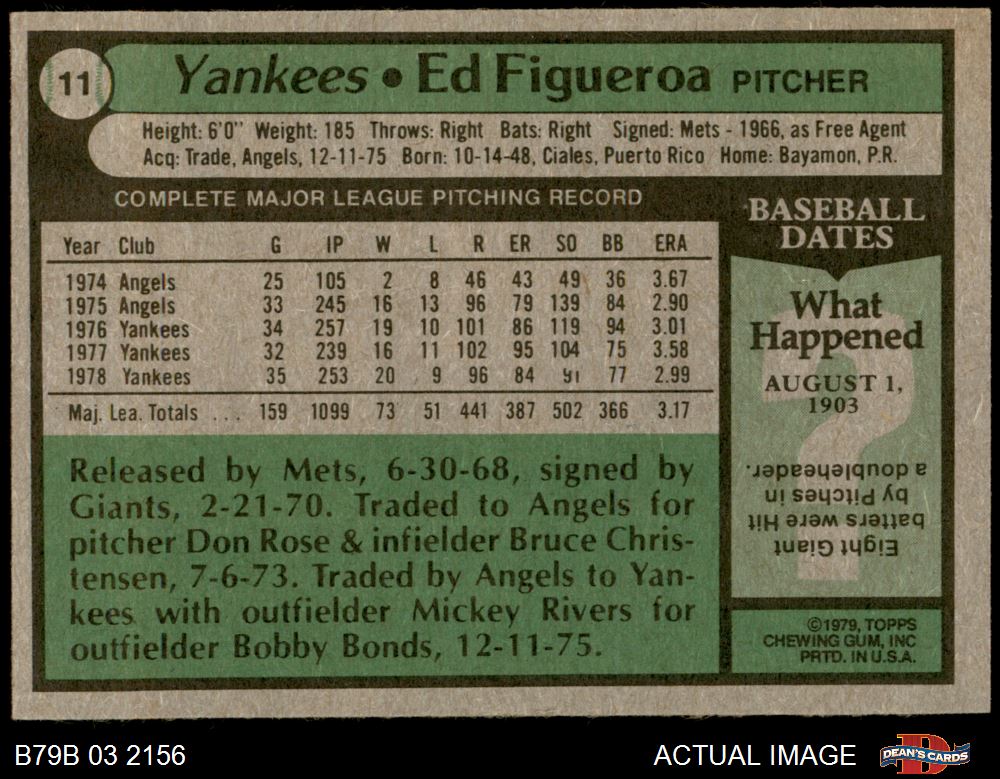 11
Yankees • Ed Figueroa PITCHER
Height: 6'0" Weight: 185 Throws: Right Bats: Right Signed: Mets - 1966, as Free Agent
Acq: Trade, Angels, 12-11-75 Born: 10-14-48, Ciales, Puerto Rico Home: Bayamon, P.R.
COMPLETE MAJOR LEAGUE PITCHING RECORD
Year Club G IP W L R ER SO BB ERA
1974 Angels 25 105 2 8 46 43 49 36 3.67
1975 Angels 33 245 16 13 96 79 139 84 2.90
1976 Yankees 34 257 19 10 101 86 119 94 3.01
1977 Yankees 32 239 16 11 102 95 104 75 3.58
1978 Yankees 35 253 20 9 96 84 91 77 2.99
Maj. Lea. Totals ... 159 1099 73 51 441 387 502 366 3.17
Released by Mets, 6-30-68, signed by
Giants, 2-21-70. Traded to Angels for
pitcher Don Rose & infielder Bruce Chris-
tensen, 7-6-73. Traded by Angels to Yan-
kees with outfielder Mickey Rivers for
outfielder Bobby Bonds, 12-11-75.
BASEBALL
DATES
What
Happened
AUGUST 1,
1903
Eight Giant
batters were Hit
by Pitches in
a doubleheader.
©1979, TOPPS
CHEWING GUM, INC
PRTD. IN U.S.A.
B79B 03 2156
ACTUAL IMAGE
DEAN'S CARDS